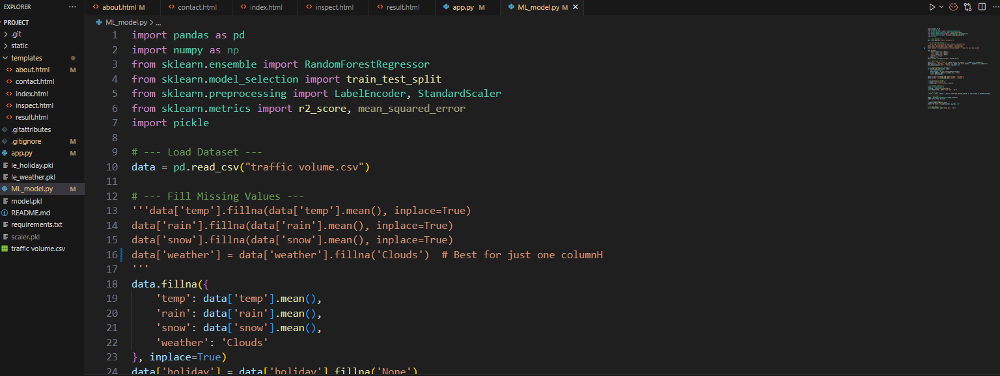 EXPLORER ...
PROJECT
.git
static
templates
about.html M
contact.html
index.html
inspect.html
result.html
.gitattributes
.gitignore M
app.py M
le_holiday.pkl
le_weather.pkl
ML_model.py M
model.pkl
README.md
requirements.txt
scaler.pkl
traffic volume.csv
about.html M contact.html index.html inspect.html result.html app.py M ML_model.py M
ML_model.py > ...
1 import pandas as pd
2 import numpy as np
3 from sklearn.ensemble import RandomForestRegressor
4 from sklearn.model_selection import train_test_split
5 from sklearn.preprocessing import LabelEncoder, StandardScaler
6 from sklearn.metrics import r2_score, mean_squared_error
7 import pickle
8
9 # --- Load Dataset ---
10 data = pd.read_csv("traffic volume.csv")
11
12 # --- Fill Missing Values ---
13 '''data['temp'].fillna(data['temp'].mean(), inplace=True)
14 data['rain'].fillna(data['rain'].mean(), inplace=True)
15 data['snow'].fillna(data['snow'].mean(), inplace=True)
16 data['weather'] = data['weather'].fillna('Clouds')  # Best for just one columnH
17 '''
18 data.fillna({
19     'temp': data['temp'].mean(),
20     'rain': data['rain'].mean(),
21     'snow': data['snow'].mean(),
22     'weather': 'Clouds'
23 }, inplace=True)
24 data['holiday'] = data['holiday'].fillna('None')